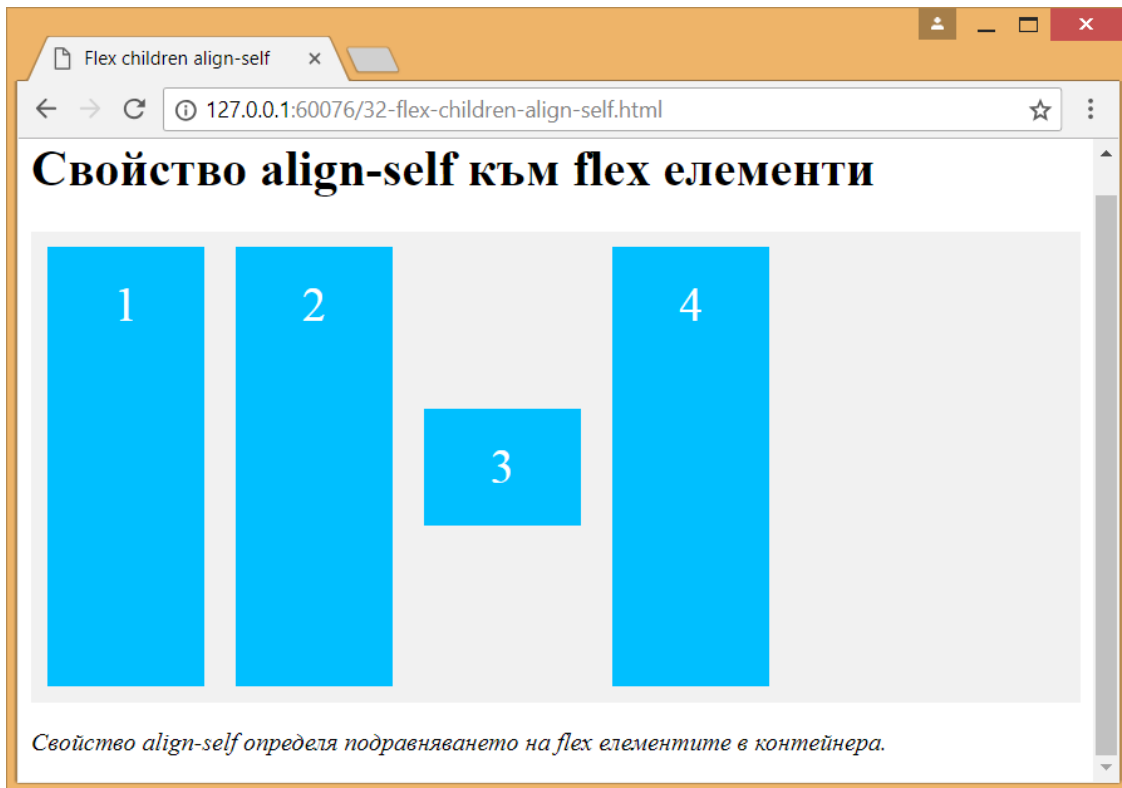 Flex children align-self
127.0.0.1:60076/32-flex-children-align-self.html
Свойство align-self към flex елементи
1 2 4
3
Свойство align-self определя подравняването на flex елементите в контейнера.